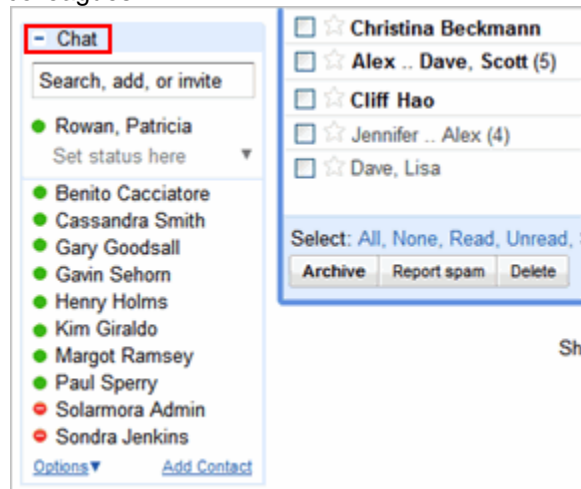 Chat
Search, add, or invite
Rowan, Patricia
Set status here
Benito Cacciatore
Cassandra Smith
Gary Goodsall
Gavin Sehorn
Henry Holms
Kim Giraldo
Margot Ramsey
Paul Sperry
Solarmora Admin
Sondra Jenkins
Options Add Contact
Christina Beckmann
Alex .. Dave, Scott (5)
Cliff Hao
Jennifer .. Alex (4)
Dave, Lisa
Select: All, None, Read, Unread,
Archive Report spam Delete
Sh